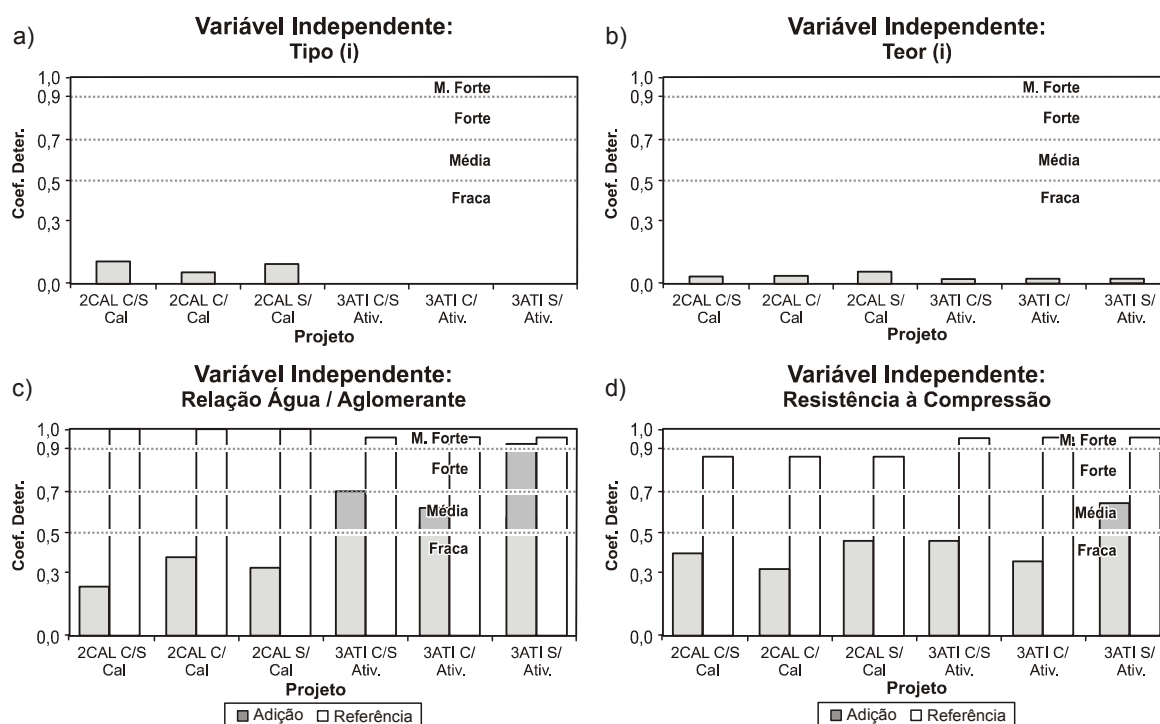 a)
Variável Independente:
Tipo (i)
Coef. Deter.
1,0
0,9
0,7
0,5
0,3
0,0
M. Forte
Forte
Média
Fraca
2CAL C/S
Cal
2CAL C/
Cal
2CAL S/
Cal
3ATI C/S
Ativ.
3ATI C/
Ativ.
3ATI S/
Ativ.
Projeto
b)
Variável Independente:
Teor (i)
Coef. Deter.
1,0
0,9
0,7
0,5
0,3
0,0
M. Forte
Forte
Média
Fraca
2CAL C/S
Cal
2CAL C/
Cal
2CAL S/
Cal
3ATI C/S
Ativ.
3ATI C/
Ativ.
3ATI S/
Ativ.
Projeto
c)
Variável Independente:
Relação Água / Aglomerante
Coef. Deter.
1,0
0,9
0,7
0,5
0,3
0,0
M. Forte
Forte
Média
Fraca
2CAL C/S
Cal
2CAL C/
Cal
2CAL S/
Cal
3ATI C/S
Ativ.
3ATI C/
Ativ.
3ATI S/
Ativ.
Projeto
Adição Referência
d)
Variável Independente:
Resistência à Compressão
Coef. Deter.
1,0
0,9
0,7
0,5
0,3
0,0
M. Forte
Forte
Média
Fraca
2CAL C/S
Cal
2CAL C/
Cal
2CAL S/
Cal
3ATI C/S
Ativ.
3ATI C/
Ativ.
3ATI S/
Ativ.
Projeto
Adição Referência